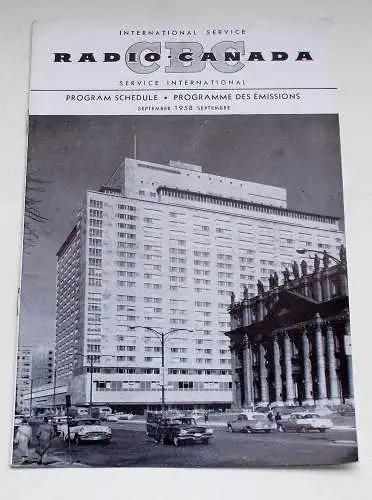 INTERNATIONAL SERVICE
RADIO-CANADA
CBC
SERVICE INTERNATIONAL
PROGRAM SCHEDULE • PROGRAMME DES ÉMISSIONS
SEPTEMBER 1958 SEPTEMBRE